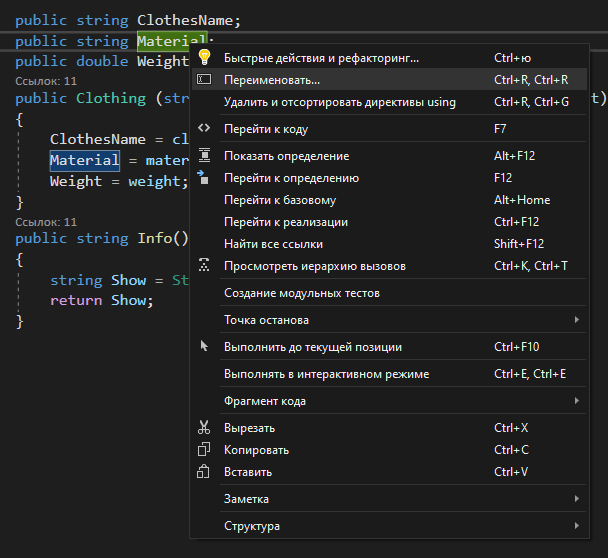 public string ClothesName;
public string Material;
public double Weight
Ссылок: 11
public Clothing (str t)
{
ClothesName = cl
Material = mater
Weight = weight;
}
Ссылок: 11
public string Info()
{
string Show = St
return Show;
}
Быстрые действия и рефакторинг... Ctrl+ю
Переименовать... Ctrl+R, Ctrl+R
Удалить и отсортировать директивы using Ctrl+R, Ctrl+G
Перейти к коду F7
Показать определение Alt+F12
Перейти к определению F12
Перейти к базовому Alt+Home
Перейти к реализации Ctrl+F12
Найти все ссылки Shift+F12
Просмотреть иерархию вызовов Ctrl+K, Ctrl+T
Создание модульных тестов
Точка останова
Выполнить до текущей позиции Ctrl+F10
Выполнять в интерактивном режиме Ctrl+E, Ctrl+E
Фрагмент кода
Вырезать Ctrl+X
Копировать Ctrl+C
Вставить Ctrl+V
Заметка
Структура